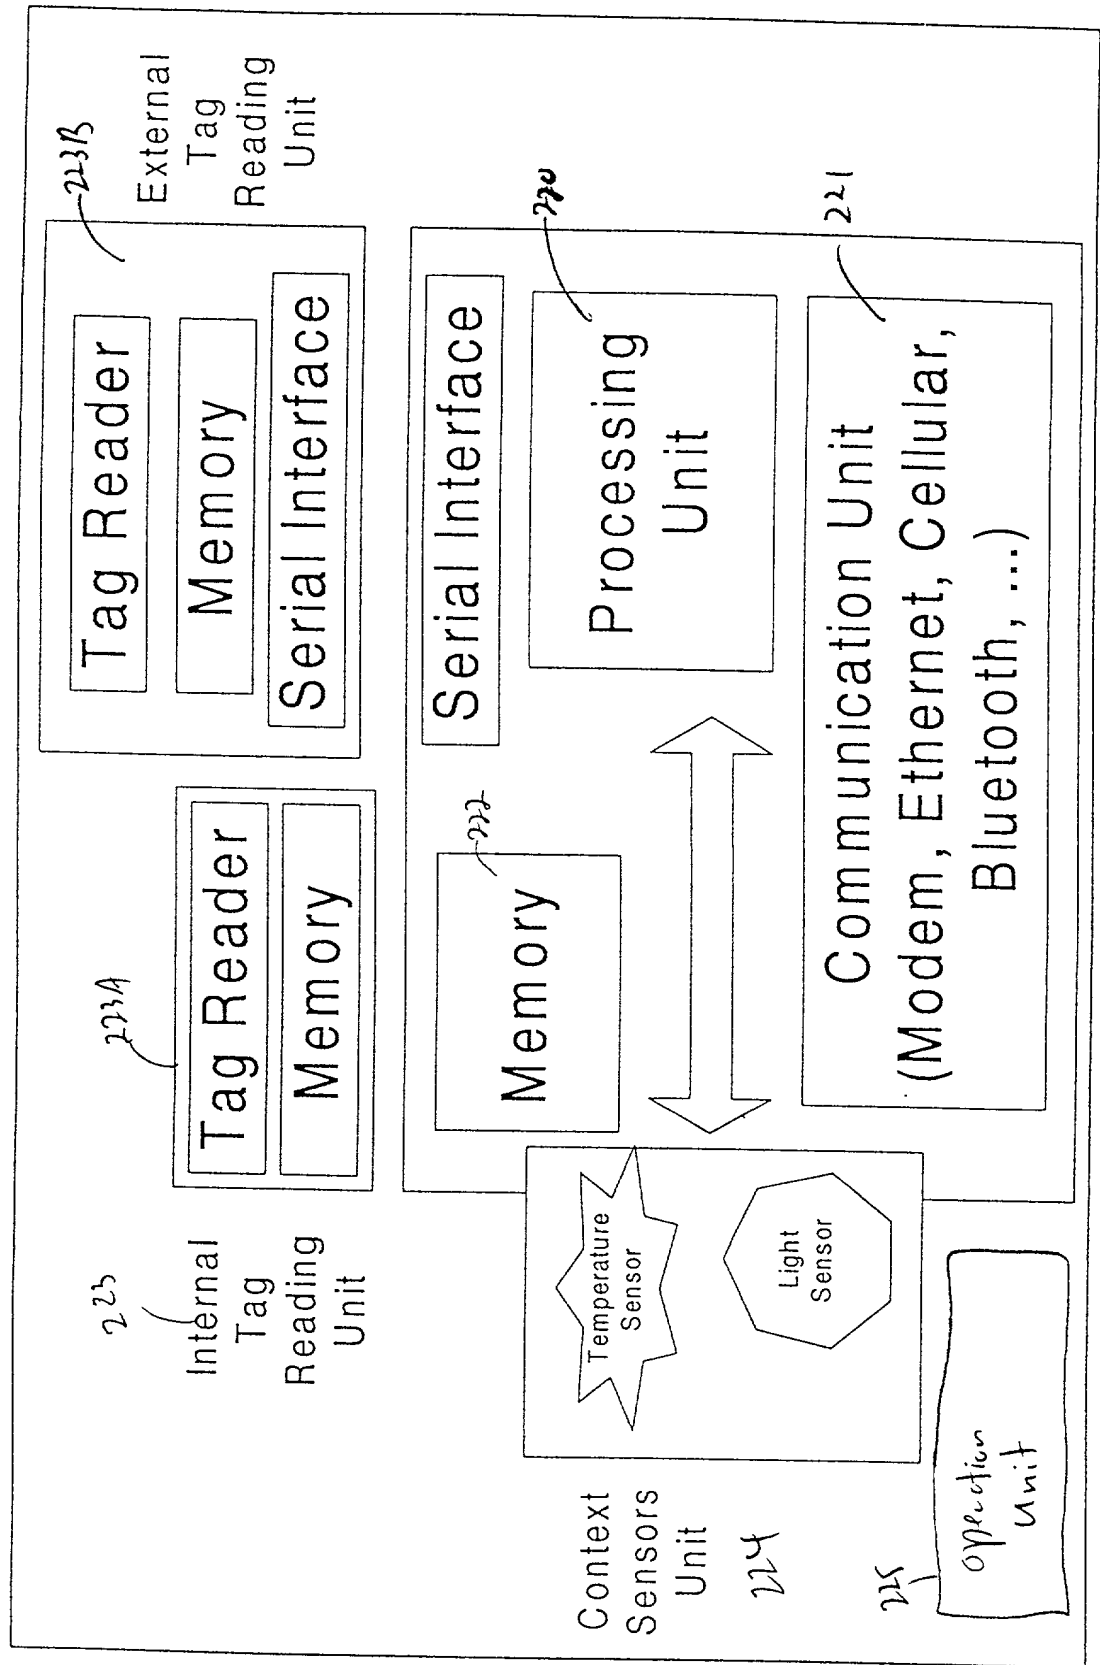 223
Internal
Tag
Reading
Unit
223A
Tag Reader
Memory
Tag Reader
Memory
Serial Interface
223B
External
Tag
Reading
Unit
Context
Sensors
Unit
224
Temperature
Sensor
Light
Sensor
Memory
222
Serial Interface
Processing
Unit
220
Communication Unit
(Modem, Ethernet, Cellular,
Bluetooth, ...)
221
225
Unit